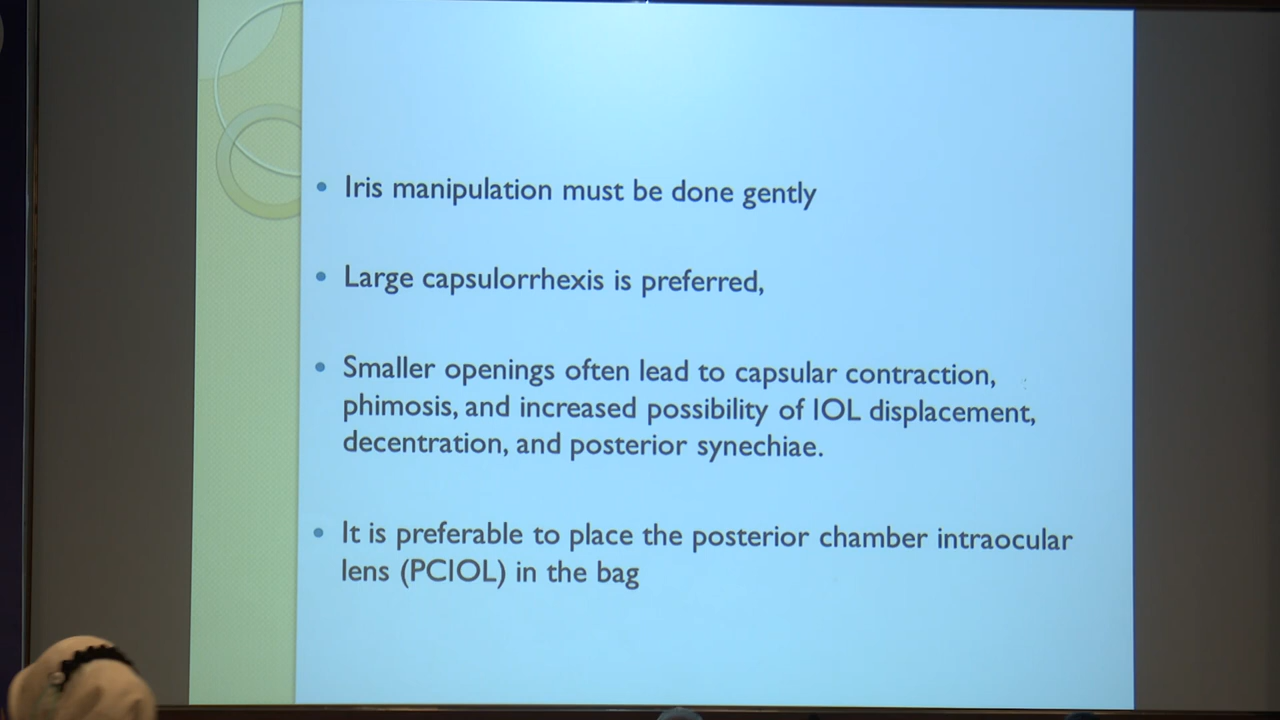 • Iris manipulation must be done gently
• Large capsulorrhexis is preferred,
• Smaller openings often lead to capsular contraction,
phimosis, and increased possibility of IOL displacement,
decentration, and posterior synechiae.
• It is preferable to place the posterior chamber intraocular
lens (PCIOL) in the bag